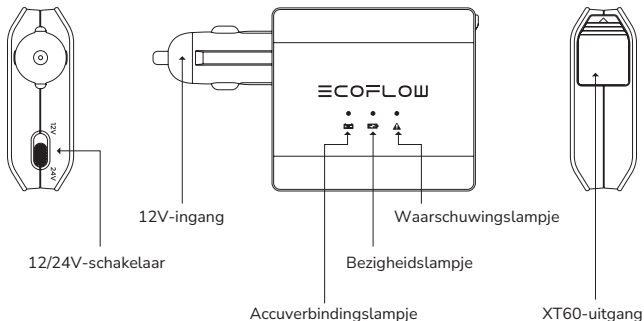 ECOFLOW
12V
24V
12V-ingang
Waarschuwingslampje
12/24V-schakelaar
Bezigheidslampje
Accuverbindingslampje
XT60-uitgang